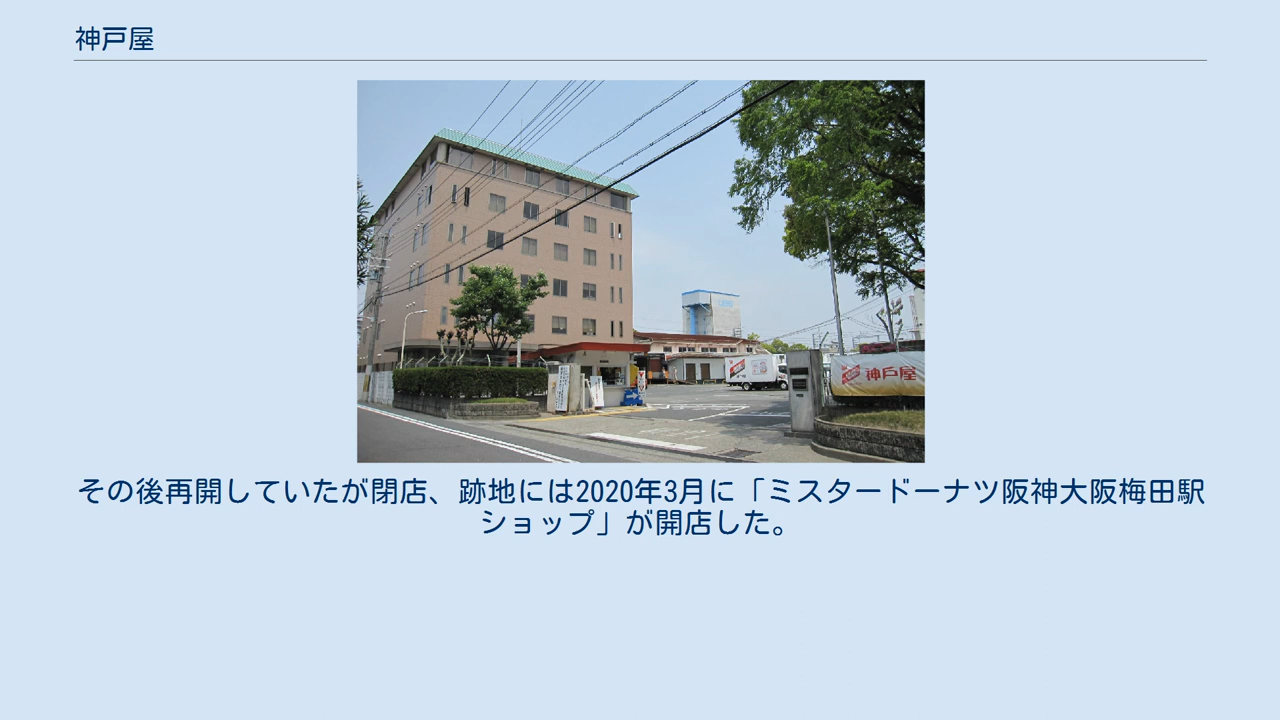 神戸屋
神戸屋
その後再開していたが閉店、跡地には2020年3月に「ミスタードーナツ阪神大阪梅田駅
ショップ」が開店した。